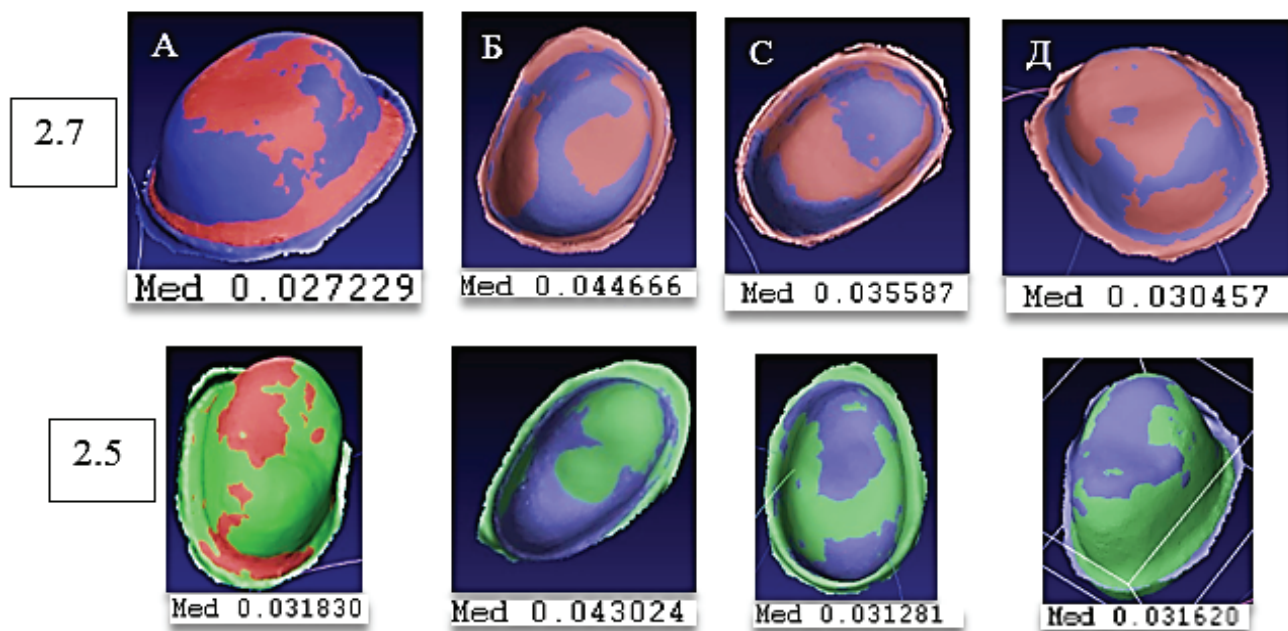 А
Б
С
Д
2.7
Med 0.027229
Med 0.044666
Med 0.035587
Med 0.030457
2.5
Med 0.031830
Med 0.043024
Med 0.031281
Med 0.031620